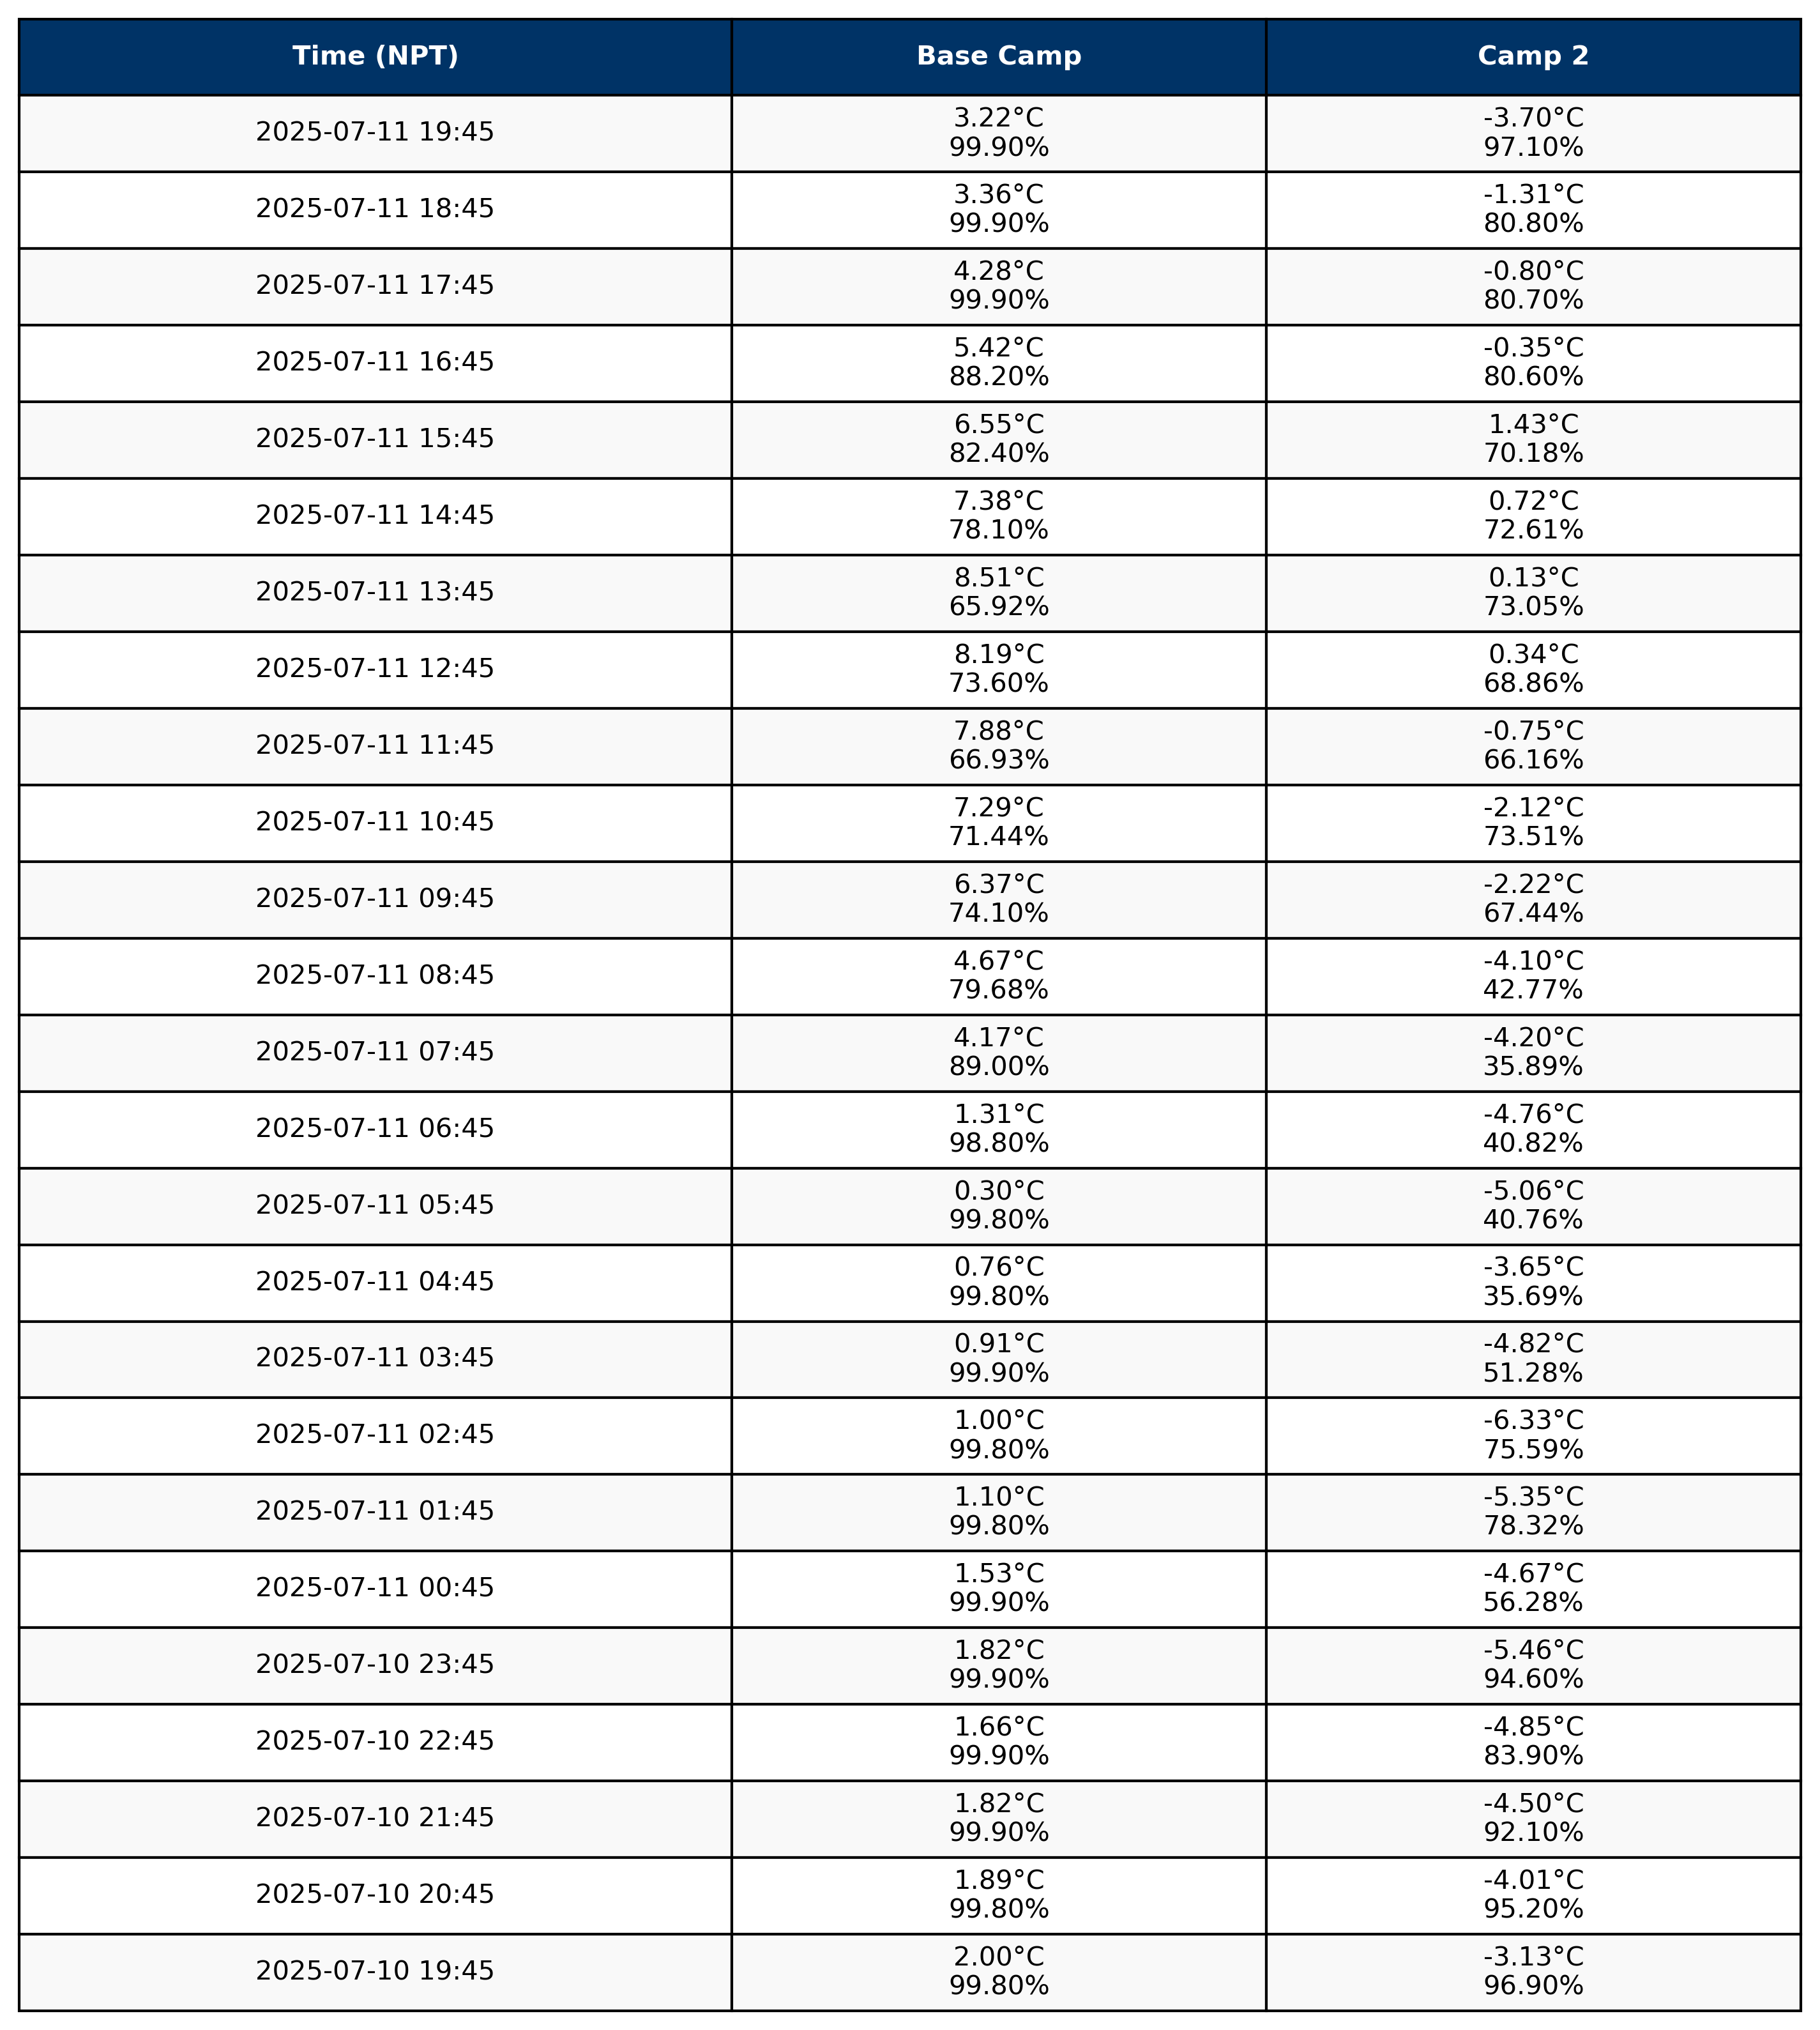 Time (NPT) Base Camp Camp 2
3.22°C -3.70°C
2025-07-11 19:45
99.90% 97.10%
3.36°C -1.31°C
2025-07-11 18:45
99.90% 80.80%
4.28°C -0.80°C
2025-07-11 17:45
99.90% 80.70%
5.42°C -0.35°C
2025-07-11 16:45
88.20% 80.60%
6.55°C 1.43°C
2025-07-11 15:45
82.40% 70.18%
7.38°C 0.72°C
2025-07-11 14:45
78.10% 72.61%
8.51°C 0.13°C
2025-07-11 13:45
65.92% 73.05%
8.19°C 0.34°C
2025-07-11 12:45
73.60% 68.86%
7.88°C -0.75°C
2025-07-11 11:45
66.93% 66.16%
7.29°C -2.12°C
2025-07-11 10:45
71.44% 73.51%
6.37°C -2.22°C
2025-07-11 09:45
74.10% 67.44%
4.67°C -4.10°C
2025-07-11 08:45
79.68% 42.77%
4.17°C -4.20°C
2025-07-11 07:45
89.00% 35.89%
1.31°C -4.76°C
2025-07-11 06:45
98.80% 40.82%
0.30°C -5.06°C
2025-07-11 05:45
99.80% 40.76%
0.76°C -3.65°C
2025-07-11 04:45
99.80% 35.69%
0.91°C -4.82°C
2025-07-11 03:45
99.90% 51.28%
1.00°C -6.33°C
2025-07-11 02:45
99.80% 75.59%
1.10°C -5.35°C
2025-07-11 01:45
99.80% 78.32%
1.53°C -4.67°C
2025-07-11 00:45
99.90% 56.28%
1.82°C -5.46°C
2025-07-10 23:45
99.90% 94.60%
1.66°C -4.85°C
2025-07-10 22:45
99.90% 83.90%
1.82°C -4.50°C
2025-07-10 21:45
99.90% 92.10%
1.89°C -4.01°C
2025-07-10 20:45
99.80% 95.20%
2.00°C -3.13°C
2025-07-10 19:45
99.80% 96.90%